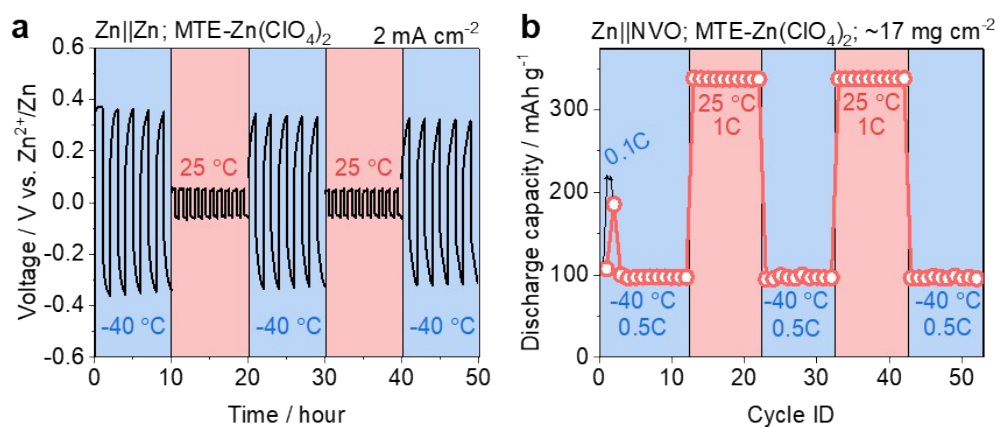 a
Zn||Zn; MTE-Zn(ClO₄)₂ 2 mA cm⁻²
0.6
0.4
0.2
0.0
-0.2
-0.4
-0.6
Voltage / V vs. Zn²⁺/Zn
25 °C
25 °C
-40 °C
-40 °C
-40 °C
0 10 20 30 40 50
Time / hour
b
Zn||NVO; MTE-Zn(ClO₄)₂; ~17 mg cm⁻²
300
200
100
0
Discharge capacity / mAh g⁻¹
0.1C
25 °C
1C
25 °C
1C
-40 °C
0.5C
-40 °C
0.5C
-40 °C
0.5C
0 10 20 30 40 50
Cycle ID